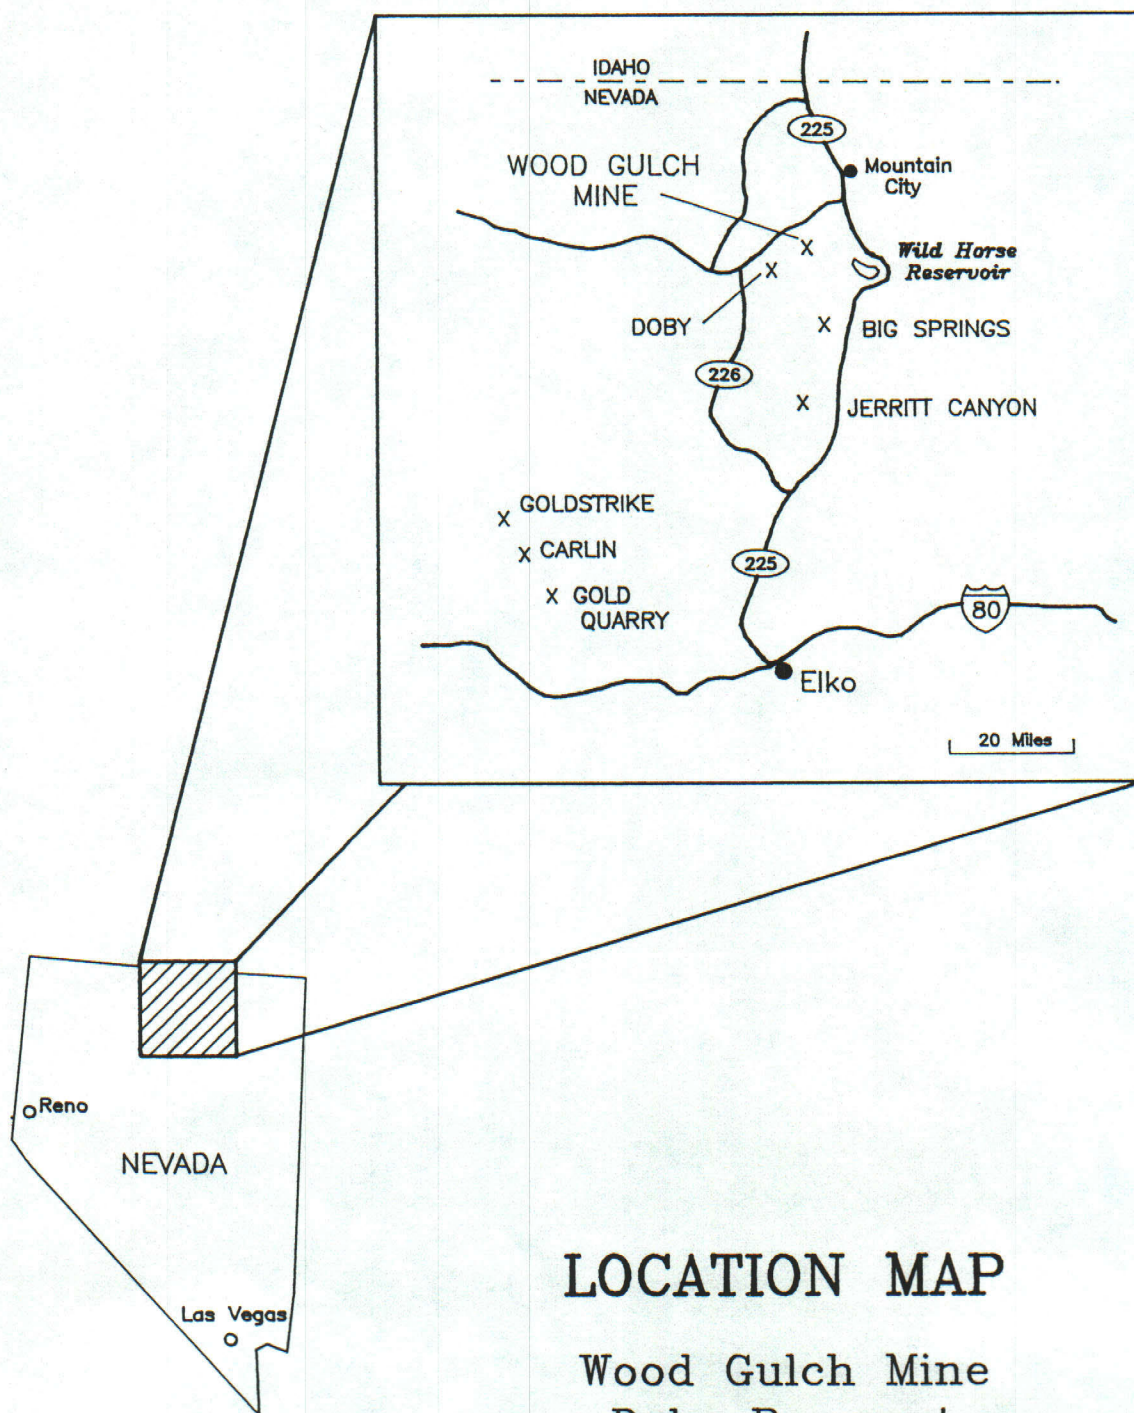 IDAHO
NEVADA
225
WOOD GULCH
MINE
Mountain
City
Wild Horse
Reservoir
DOBY
BIG SPRINGS
226
JERRITT CANYON
GOLDSTRIKE
CARLIN
225
GOLD
QUARRY
80
Elko
20 Miles
Reno
NEVADA
Las Vegas
LOCATION MAP
Wood Gulch Mine